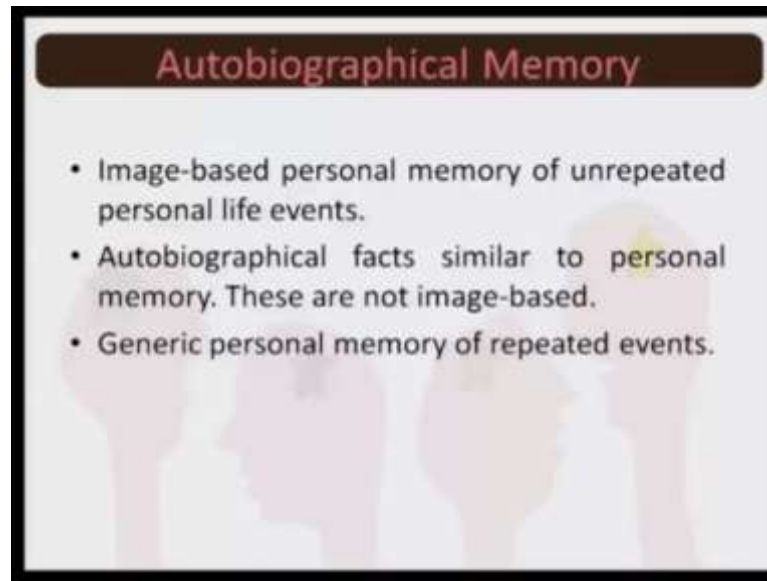 Autobiographical Memory
• Image-based personal memory of unrepeated
personal life events.
• Autobiographical facts similar to personal
memory. These are not image-based.
• Generic personal memory of repeated events.